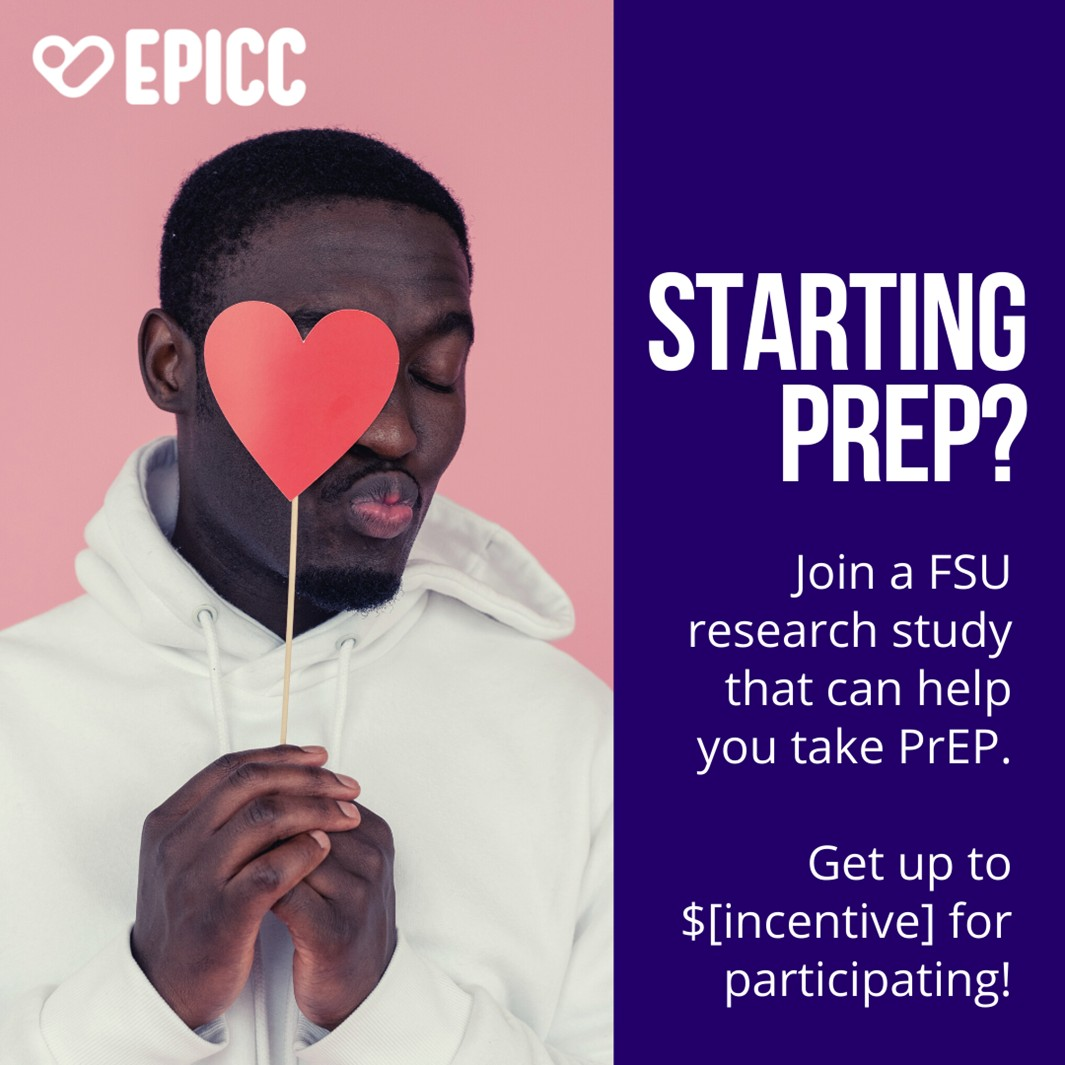 EPICC
STARTING
PREP?
Join a FSU
research study
that can help
you take PrEP.
Get up to
$[incentive] for
participating!